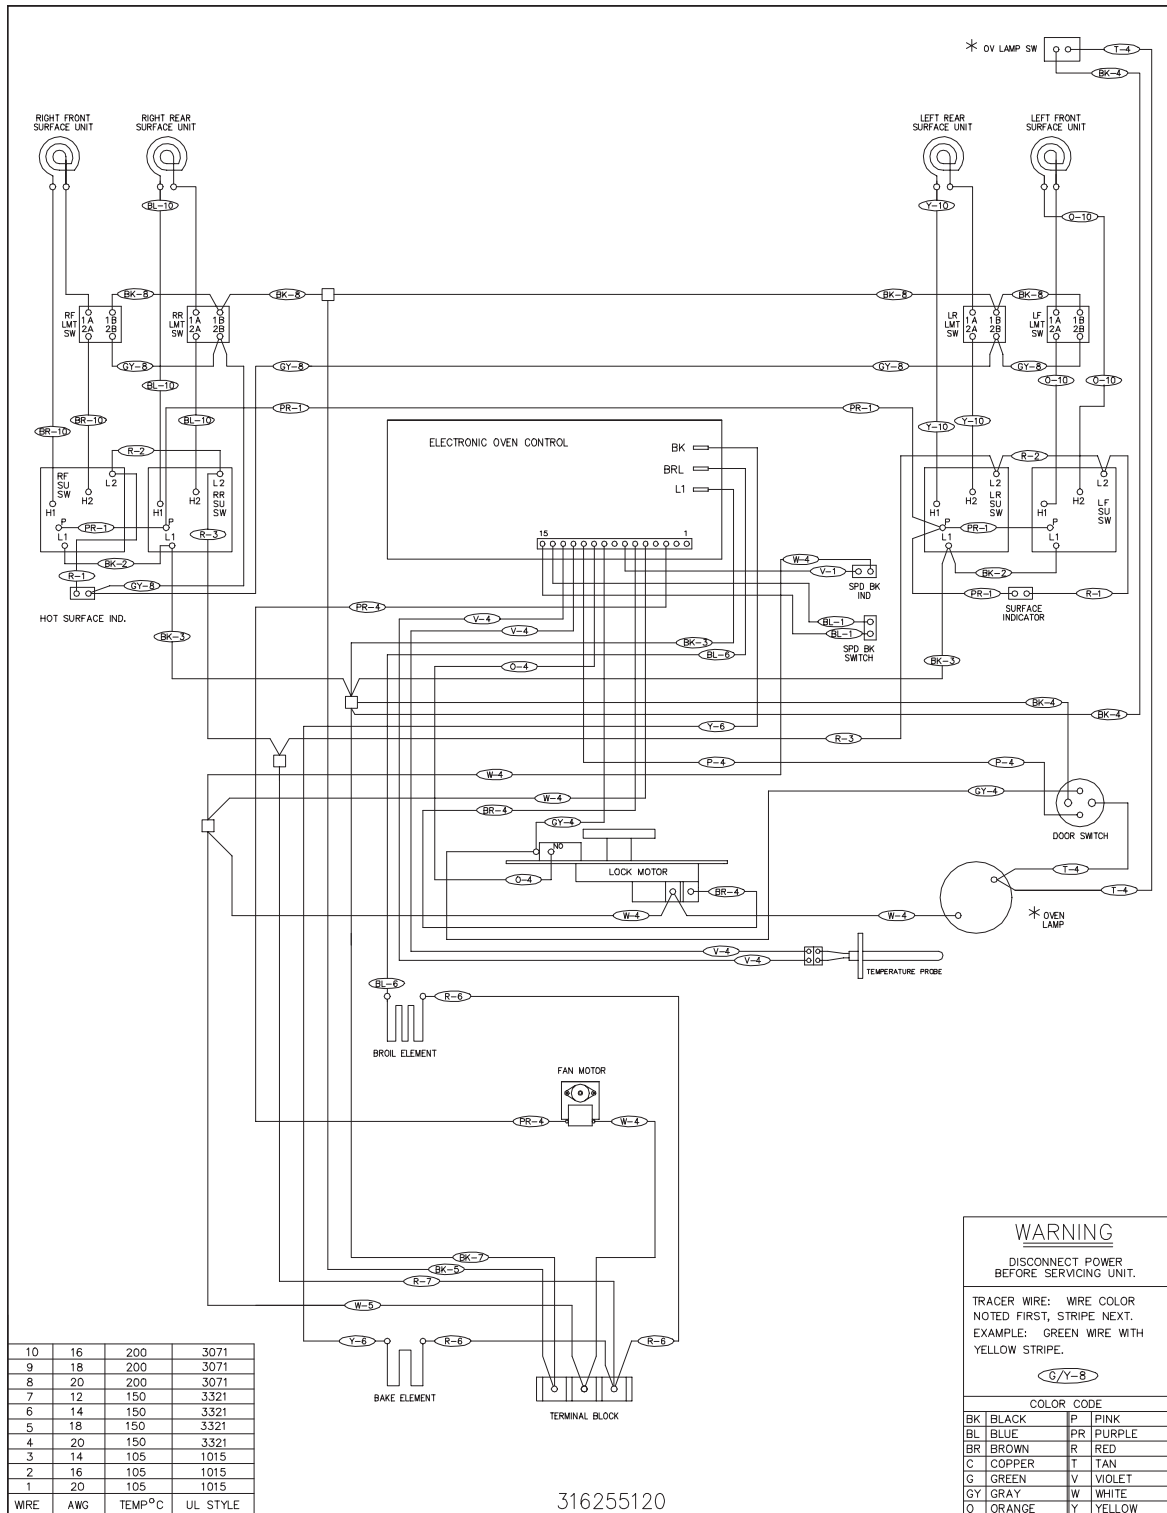 * OV LAMP SW
T-4
BK-4
RIGHT FRONT
SURFACE UNIT
RIGHT REAR
SURFACE UNIT
LEFT REAR
SURFACE UNIT
LEFT FRONT
SURFACE UNIT
BL-10
Y-10
O-10
BK-8
BK-8
BK-8
BK-8
RF
LMT
SW
1A
2A
1B
2B
RR
LMT
SW
1A
2A
1B
2B
LR
LMT
SW
1A
2A
1B
2B
LF
LMT
SW
1A
2A
1B
2B
GY-8
GY-8
GY-8
GY-8
BL-10
O-10
O-10
PR-1
PR-1
BR-10
BR-10
BL-10
Y-10
Y-10
ELECTRONIC OVEN CONTROL
BK
BRL
L1
15
1
R-2
R-2
RF
SU
SW
L2
H2
H1
P
L1
RR
SU
SW
L2
H2
H1
P
L1
LR
SU
SW
L2
H2
H1
P
L1
LF
SU
SW
L2
H2
H1
P
L1
PR-1
R-3
PR-1
BK-2
BK-2
R-1
GY-8
HOT SURFACE IND.
W-4
V-1
SPD BK
IND
PR-1
R-1
SURFACE
INDICATOR
PR-4
V-4
V-4
BL-1
BL-1
SPD BK
SWITCH
BK-3
BK-3
BL-6
O-4
BK-3
BK-4
BK-4
Y-6
R-3
P-4
P-4
W-4
W-4
BR-4
GY-4
GY-4
DOOR SWITCH
NO
LOCK MOTOR
O-4
BR-4
T-4
T-4
W-4
W-4
* OVEN
LAMP
V-4
V-4
TEMPERATURE PROBE
BL-6
R-6
BROIL ELEMENT
FAN MOTOR
PR-4
W-4
BK-7
BK-5
R-7
W-5
Y-6
R-6
R-6
BAKE ELEMENT
TERMINAL BLOCK
WARNING
DISCONNECT POWER
BEFORE SERVICING UNIT.
TRACER WIRE: WIRE COLOR
NOTED FIRST, STRIPE NEXT.
EXAMPLE: GREEN WIRE WITH
YELLOW STRIPE.
G/Y-8
COLOR CODE
BK BLACK P PINK
BL BLUE PR PURPLE
BR BROWN R RED
C COPPER T TAN
G GREEN V VIOLET
GY GRAY W WHITE
O ORANGE Y YELLOW
10 16 200 3071
9 18 200 3071
8 20 200 3071
7 12 150 3321
6 14 150 3321
5 18 150 3321
4 20 150 3321
3 14 105 1015
2 16 105 1015
1 20 105 1015
WIRE AWG TEMP°C UL STYLE
316255120